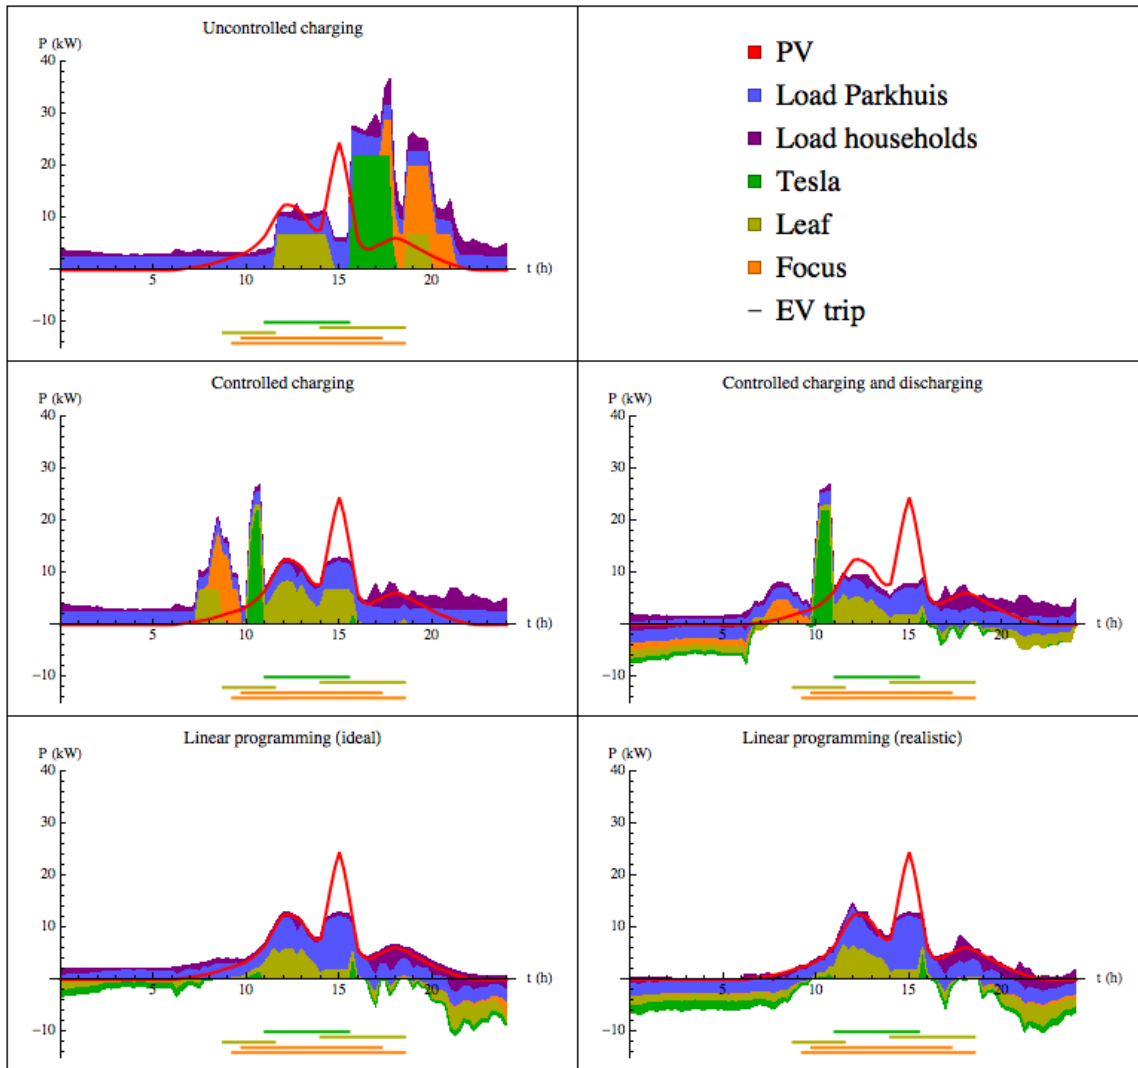 Uncontrolled charging
P (kW)
40
30
20
10
5 10 15 20 t (h)
−10
PV
Load Parkhuis
Load households
Tesla
Leaf
Focus
– EV trip
Controlled charging
P (kW)
40
30
20
10
5 10 15 20 t (h)
−10
Controlled charging and discharging
P (kW)
40
30
20
10
5 10 15 20 t (h)
−10
Linear programming (ideal)
P (kW)
40
30
20
10
5 10 15 20 t (h)
−10
Linear programming (realistic)
P (kW)
40
30
20
10
5 10 15 20 t (h)
−10